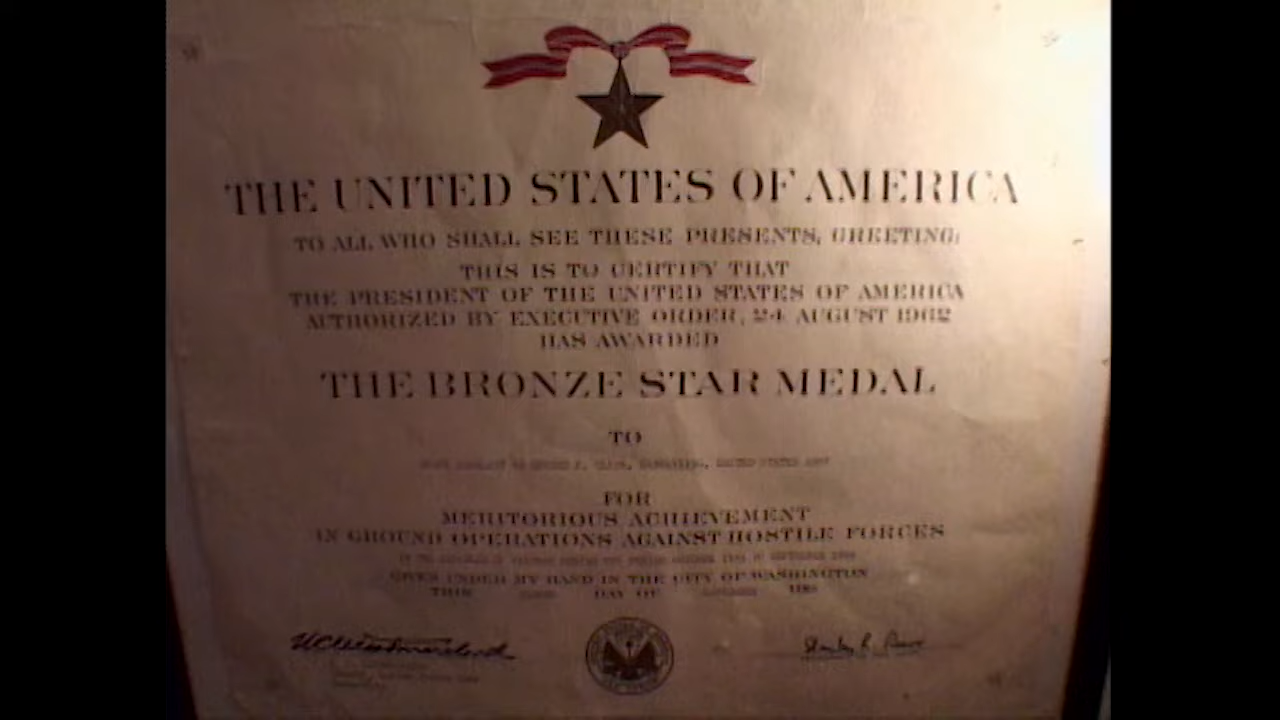 THE UNITED STATES OF AMERICA
TO ALL WHO SHALL SEE THESE PRESENTS, GREETING:
THIS IS TO CERTIFY THAT
THE PRESIDENT OF THE UNITED STATES OF AMERICA
AUTHORIZED BY EXECUTIVE ORDER, 24 AUGUST 1962
HAS AWARDED
THE BRONZE STAR MEDAL
TO
UNITED STATES ARMY
FOR
MERITORIOUS ACHIEVEMENT
IN GROUND OPERATIONS AGAINST HOSTILE FORCES
GIVEN UNDER MY HAND IN THE CITY OF WASHINGTON
THIS DAY OF